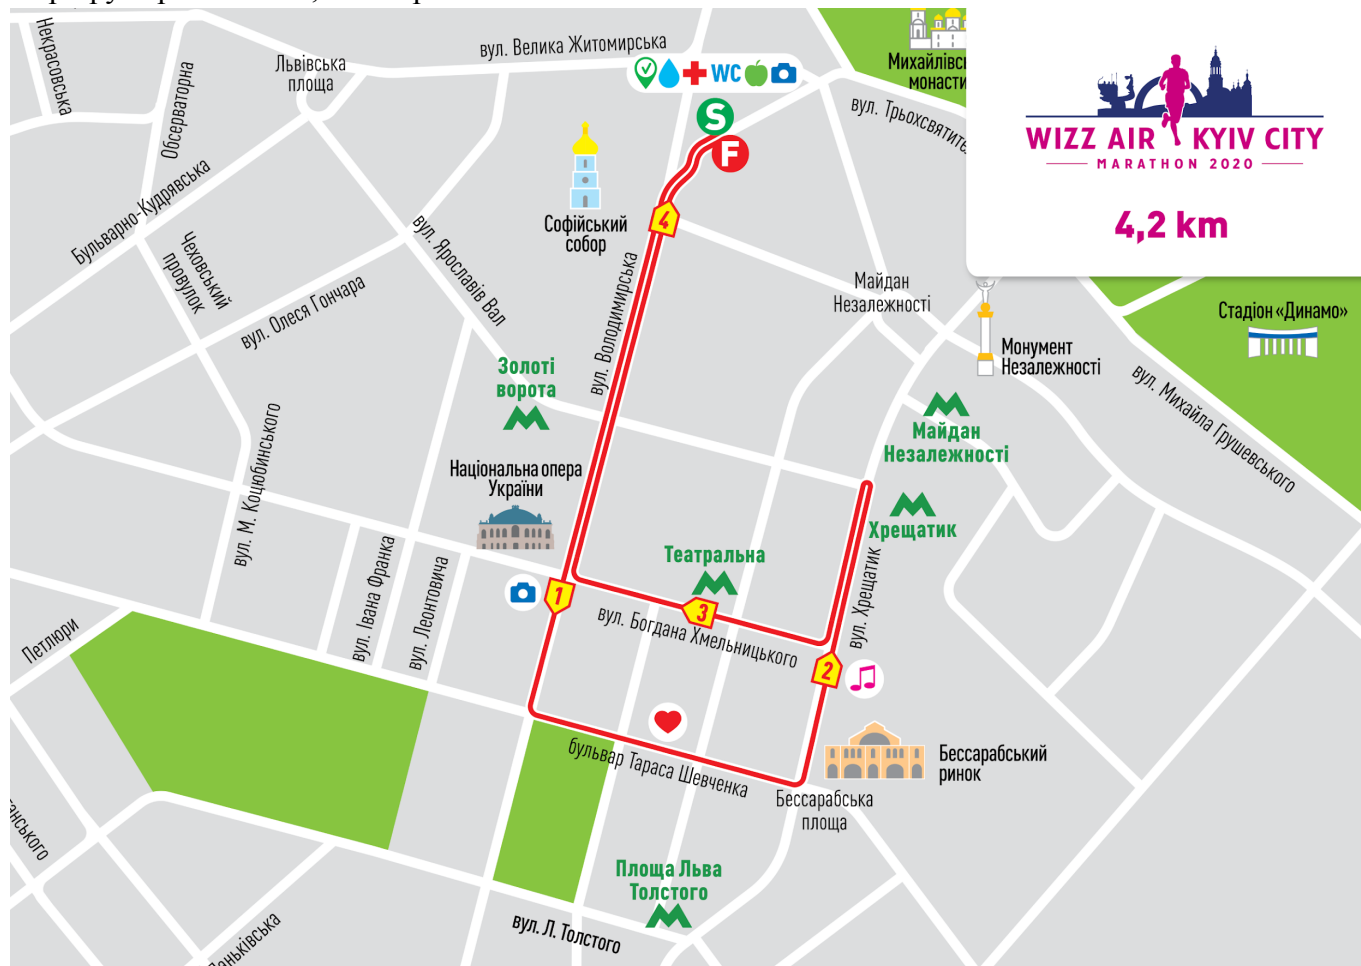 вул. Велика Житомирська
Некрасовська
Обсерваторна
Львівська
площа
WC
S
F
Михайлівс
монасти
вул. Трьохсвятите
WIZZ AIR KYIV CITY
MARATHON 2020
4,2 km
Бульварно-Кудрявська
Чеховський
провулок
вул. Ярославів Вал
Софійський
собор
4
вул. Олеся Гончара
вул. Володимирська
Майдан
Незалежності
Монумент
Незалежності
Стадіон «Динамо»
вул. Михайла Грушевського
Золоті
ворота
Майдан
Незалежності
вул. М. Коцюбинського
Національна опера
України
Хрещатик
вул. Хрещатик
Театральна
1
3
вул. Богдана Хмельницького
вул. Івана Франка
вул. Леонтовича
Петлюри
2
бульвар Тараса Шевченка
Бессарабський
ринок
Бессарабська
площа
Площа Льва
Толстого
вул. Л. Толстого